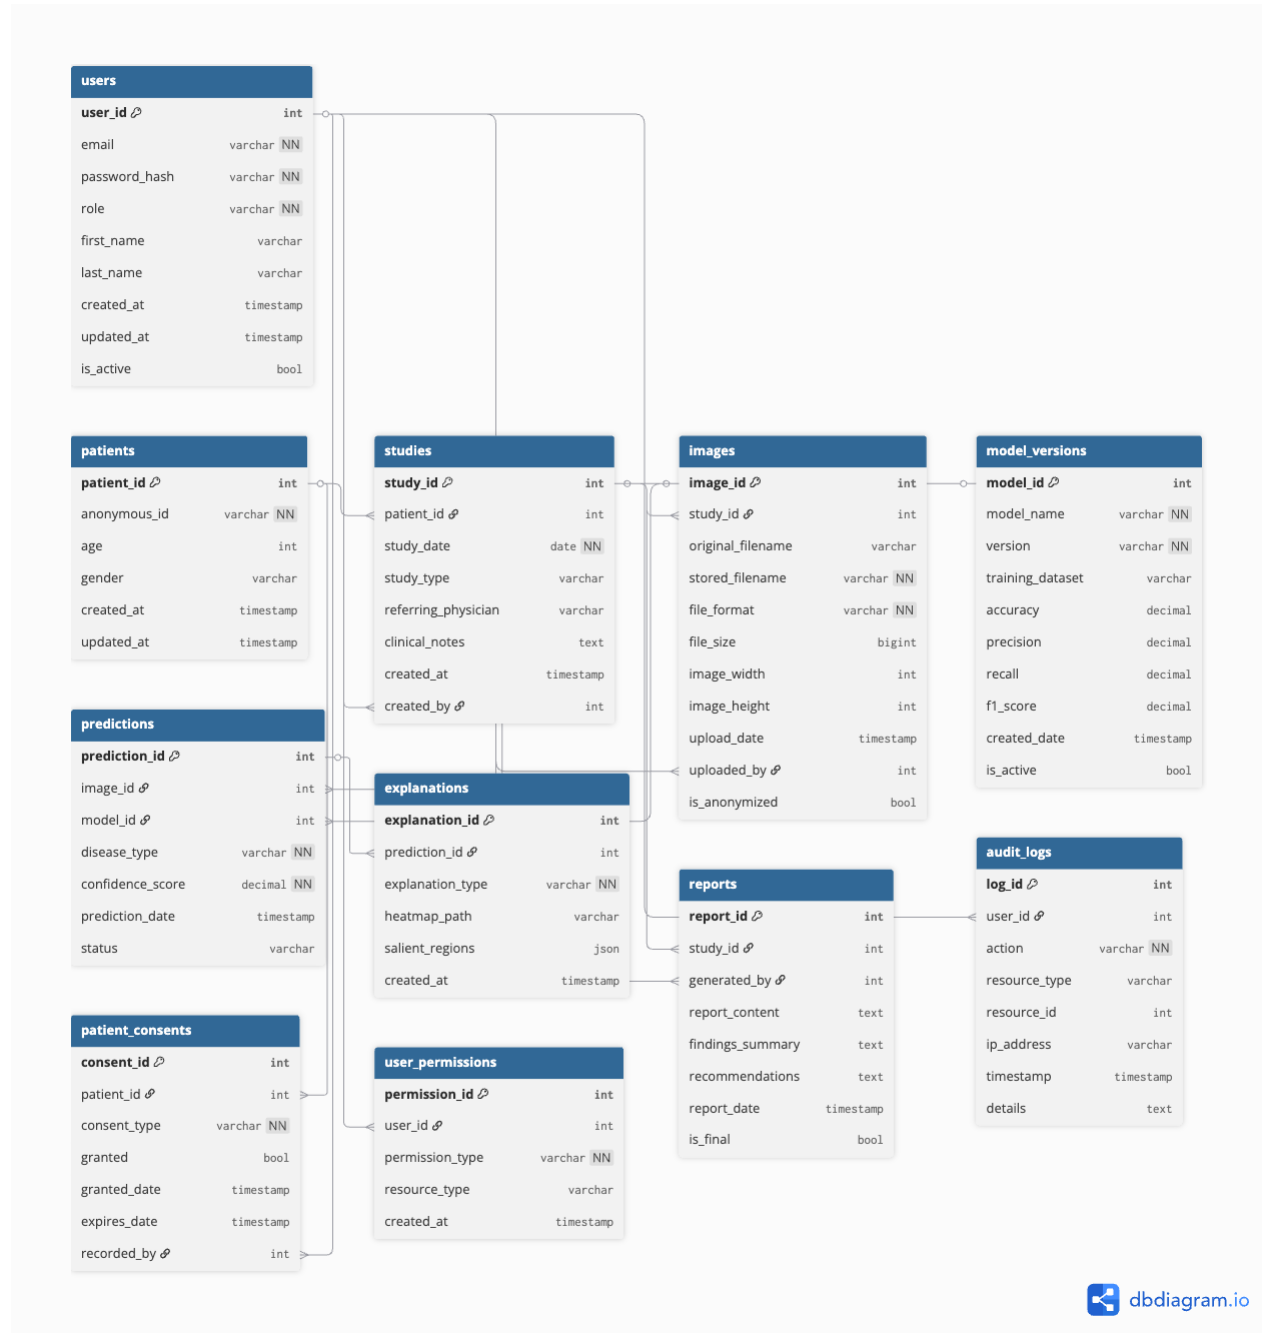 users
user_id int
email varchar NN
password_hash varchar NN
role varchar NN
first_name varchar
last_name varchar
created_at timestamp
updated_at timestamp
is_active bool
patients
patient_id int
anonymous_id varchar NN
age int
gender varchar
created_at timestamp
updated_at timestamp
studies
study_id int
patient_id int
study_date date NN
study_type varchar
referring_physician varchar
clinical_notes text
created_at timestamp
created_by int
images
image_id int
study_id int
original_filename varchar
stored_filename varchar NN
file_format varchar NN
file_size bigint
image_width int
image_height int
upload_date timestamp
uploaded_by int
is_anonymized bool
model_versions
model_id int
model_name varchar NN
version varchar NN
training_dataset varchar
accuracy decimal
precision decimal
recall decimal
f1_score decimal
created_date timestamp
is_active bool
predictions
prediction_id int
image_id int
model_id int
disease_type varchar NN
confidence_score decimal NN
prediction_date timestamp
status varchar
explanations
explanation_id int
prediction_id int
explanation_type varchar NN
heatmap_path varchar
salient_regions json
created_at timestamp
reports
report_id int
study_id int
generated_by int
report_content text
findings_summary text
recommendations text
report_date timestamp
is_final bool
audit_logs
log_id int
user_id int
action varchar NN
resource_type varchar
resource_id int
ip_address varchar
timestamp timestamp
details text
patient_consents
consent_id int
patient_id int
consent_type varchar NN
granted bool
granted_date timestamp
expires_date timestamp
recorded_by int
user_permissions
permission_id int
user_id int
permission_type varchar NN
resource_type varchar
created_at timestamp
dbdiagram.io